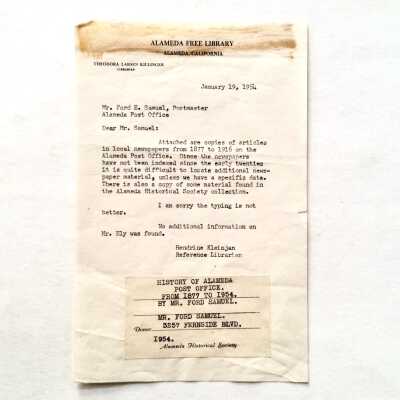 ALAMEDA FREE LIBRARY
ALAMEDA, CALIFORNIA
THEODORA LARSEN KILLINGER
LIBRARIAN
January 19, 1954
Mr. Ford E. Samuel, Postmaster
Alameda Post Office
Dear Mr. Samuel:
Attached are copies of articles
in local newspapers from 1877 to 1916 on the
Alameda Post Office. Since the newspapers
have not been indexed since the early twenties
it is quite difficult to locate additional news-
paper material, unless we have a specific date.
There is also a copy of some material found in
the Alameda Historical Society collection.
I am sorry the typing is not
better.
No additional information on
Mr. Ely was found.
Hendrine Kleinjan
Reference Librarian
HISTORY OF ALAMEDA
POST OFFICE.
FROM 1877 TO 1954.
BY MR. FORD SAMUEL.
MR. FORD SAMUEL.
Donor 3257 FERNSIDE BLVD.
1954.
Alameda Historical Society